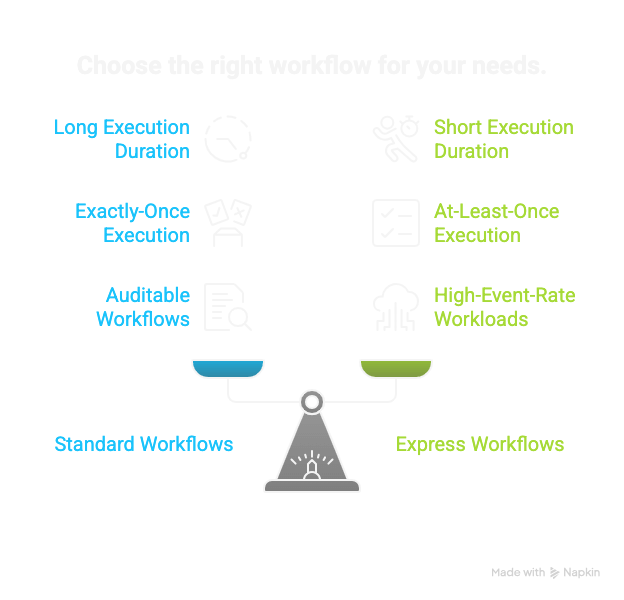 Choose the right workflow for your needs.
Long Execution
Duration
Short Execution
Duration
Exactly-Once
Execution
At-Least-Once
Execution
Auditable
Workflows
High-Event-Rate
Workloads
Standard Workflows
Express Workflows
Made with Napkin